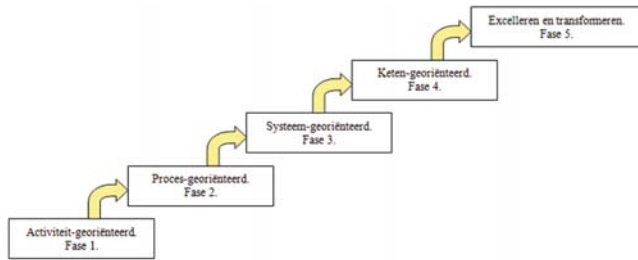 Excelleren en transformeren.
Fase 5.
Keten-georiënteerd.
Fase 4.
Systeem-georiënteerd.
Fase 3.
Proces-georiënteerd.
Fase 2.
Activiteit-georiënteerd.
Fase 1.